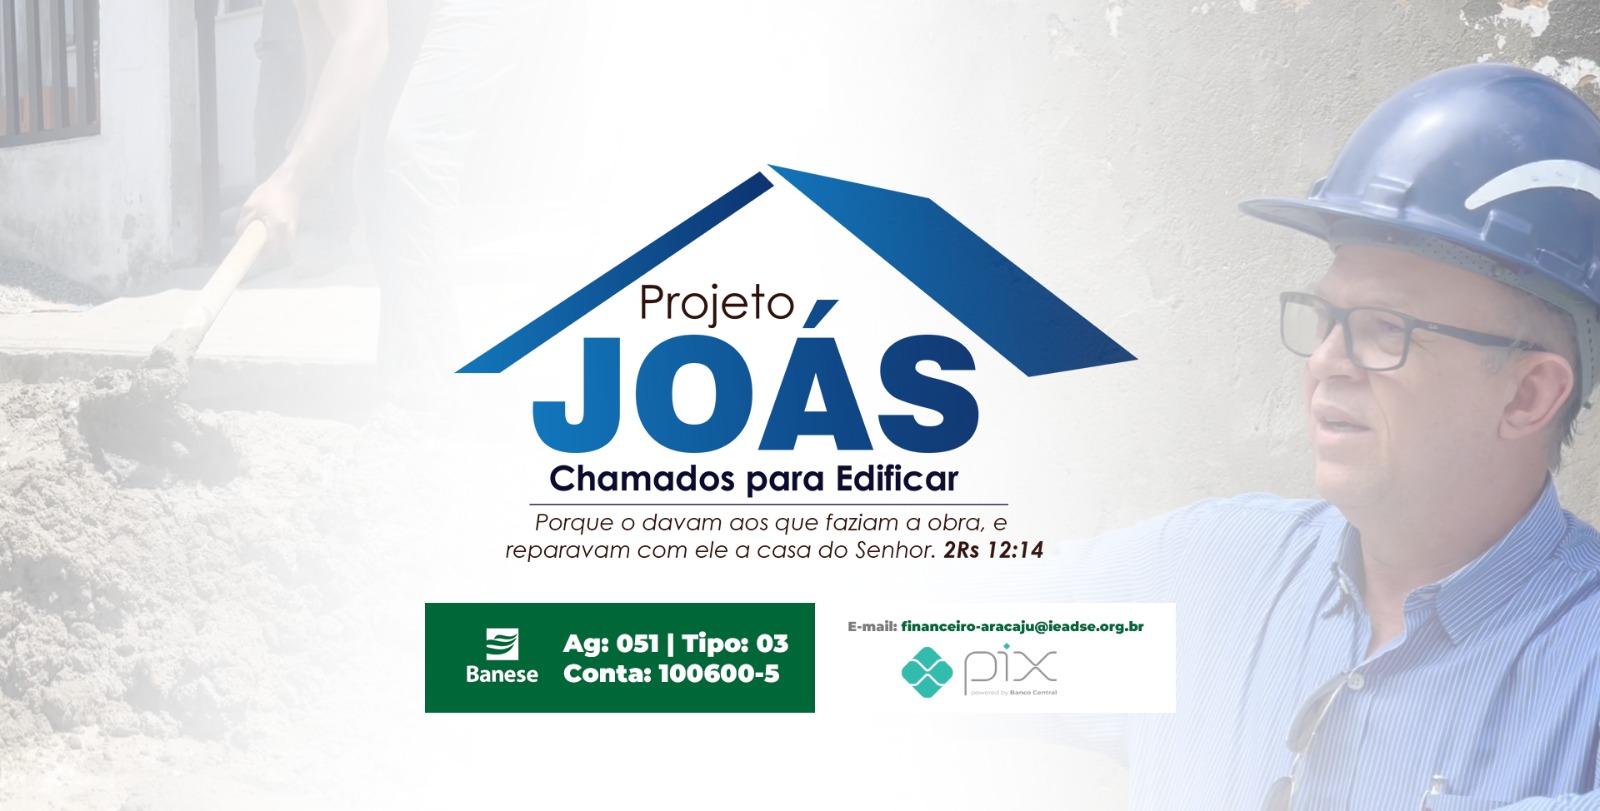 Projeto
JOÁS
Chamados para Edificar
Porque o davam aos que faziam a obra, e
reparavam com ele a casa do Senhor. 2Rs 12:14
Banese
Ag: 051 | Tipo: 03
Conta: 100600-5
E-mail: financeiro-aracaju@ieadse.org.br
pix
powered by Banco Central
Ray-Ban